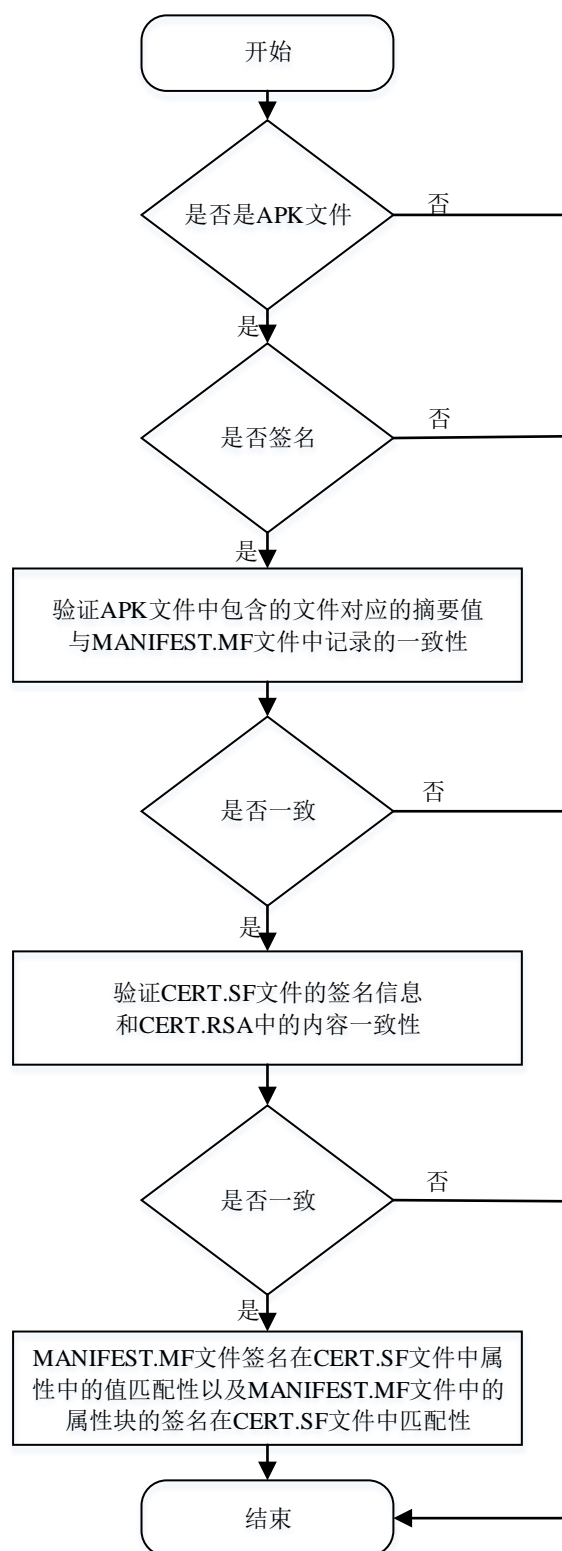 开始
是否是APK文件
否
是
是否签名
否
是
验证APK文件中包含的文件对应的摘要值
与MANIFEST.MF文件中记录的一致性
是否一致
否
是
验证CERT.SF文件的签名信息
和CERT.RSA中的内容一致性
是否一致
否
是
MANIFEST.MF文件签名在CERT.SF文件中属
性中的值匹配性以及MANIFEST.MF文件中的
属性块的签名在CERT.SF文件中匹配性
结束